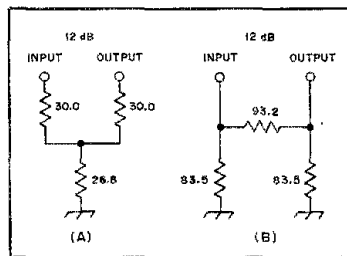 12 dB
INPUT OUTPUT
30.0 30.0
26.8
(A)
12 dB
INPUT OUTPUT
93.2
83.5 83.5
(B)